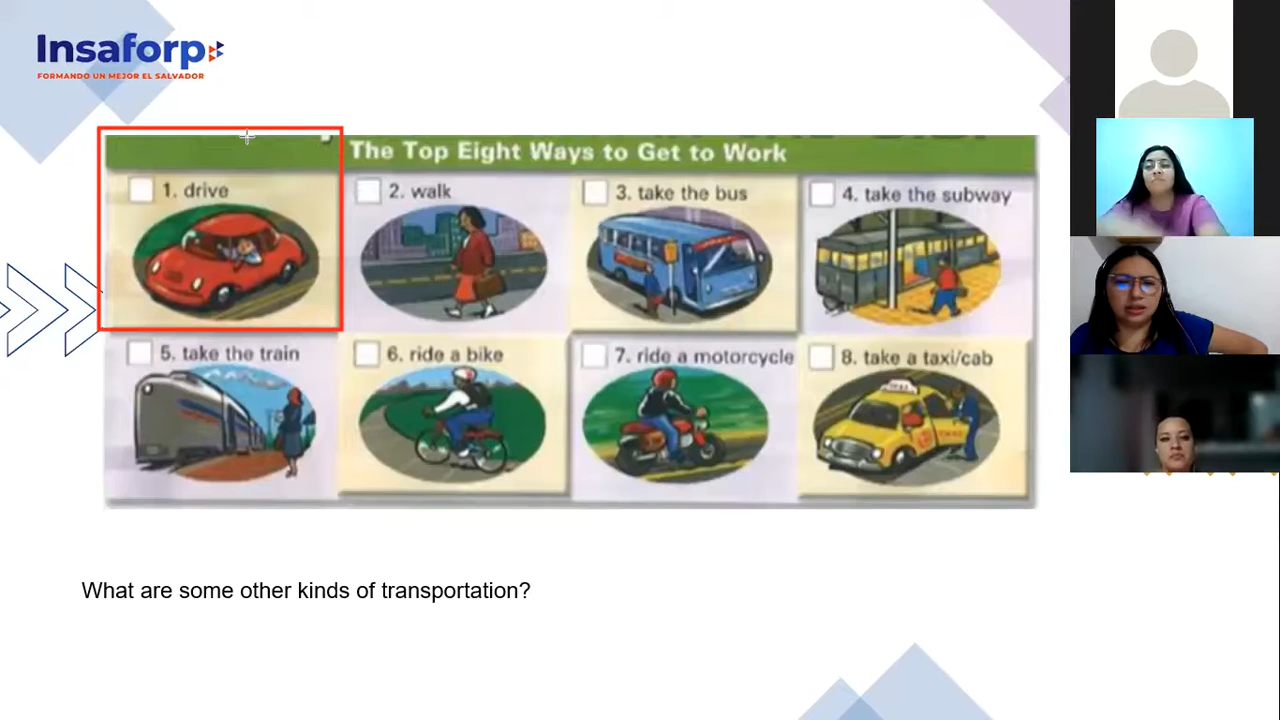 Insaforp
FORMANDO UN MEJOR EL SALVADOR
The Top Eight Ways to Get to Work
1. drive
2. walk
3. take the bus
4. take the subway
5. take the train
6. ride a bike
7. ride a motorcycle
8. take a taxi/cab
TAXI
What are some other kinds of transportation?